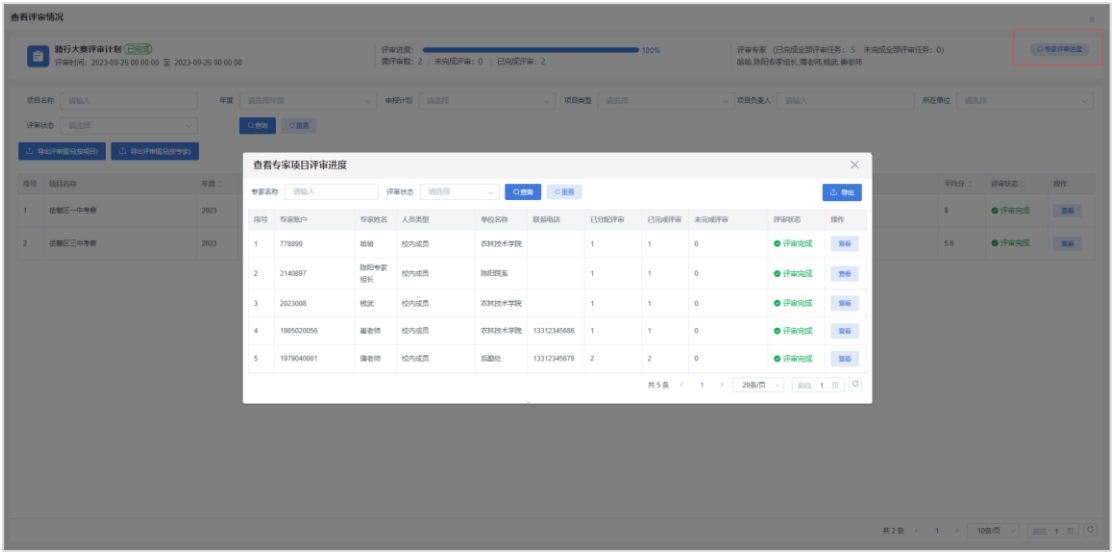 查看评审情况
骑行大赛评审计划 已完成
评审时间：2023-09-25 00:00:00 至 2023-09-26 00:00:00
评审进度： 100%
需评审数：2 未完成评审：0 已完成评审：2
评审专家 （已完成全部评审任务：5 未完成全部评审任务：0）
哈哈,陈阳专家组长,蒲老师,钱武,崔老师
专家评审进度
项目名称 请输入 年度 请选择年度 申报计划 请选择 项目类型 请选择 项目负责人 请输入 所在单位 请选择
评审状态 请选择 查询 重置
导出评审情况(按项目) 导出评审情况(按专家)
序号 项目名称 年度 平均分 评审状态 操作
1 岳麓区一中考察 2023 8 评审完成 查看
2 岳麓区三中考察 2023 5.6 评审完成 查看
查看专家项目评审进度
专家名称 请输入 评审状态 请选择 查询 重置 导出
序号 专家账户 专家姓名 人员类型 单位名称 联系电话 已分配评审 已完成评审 未完成评审 评审状态 操作
1 778899 哈哈 校内成员 农林技术学院 1 1 0 评审完成 查看
2 2140897 陈阳专家组长 校内成员 陈阳院系 1 1 0 评审完成 查看
3 2023008 钱武 校内成员 农林技术学院 1 1 0 评审完成 查看
4 1985020056 崔老师 校内成员 农林技术学院 13312345686 1 1 0 评审完成 查看
5 1979040001 蒲老师 校内成员 后勤处 13312345678 2 2 0 评审完成 查看
共 5 条 1 20条/页 前往 1 页
共 2 条 1 10条/页 前往 1 页